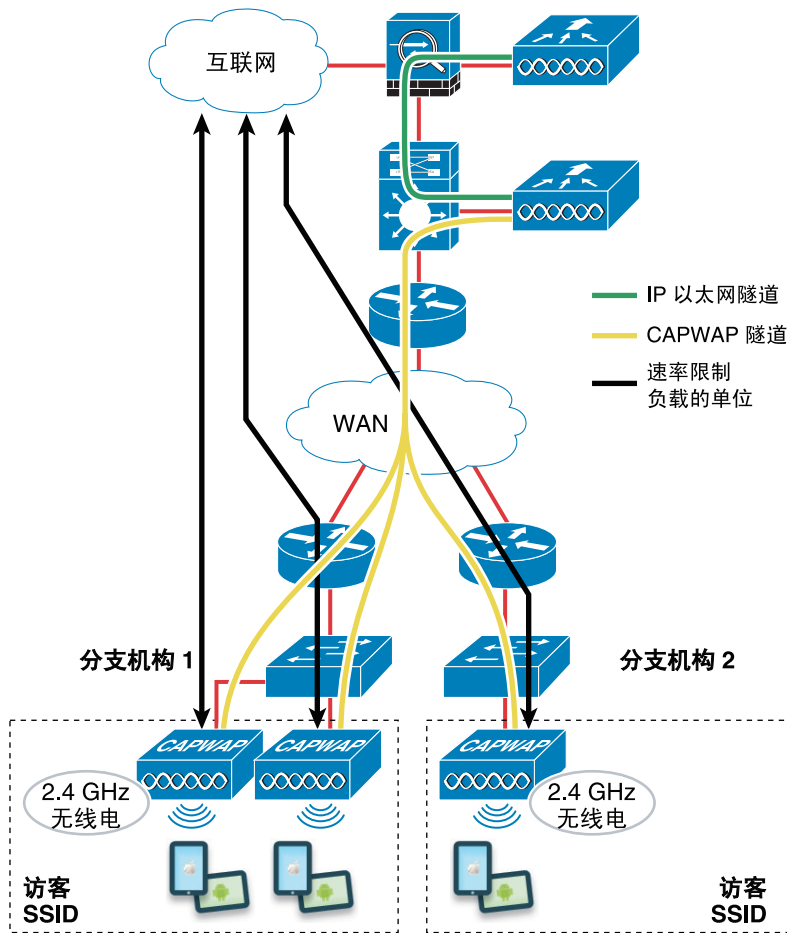 互联网
IP 以太网隧道
CAPWAP 隧道
速率限制
负载的单位
WAN
分支机构 1
分支机构 2
CAPWAP
CAPWAP
CAPWAP
2.4 GHz
无线电
2.4 GHz
无线电
访客
SSID
访客
SSID